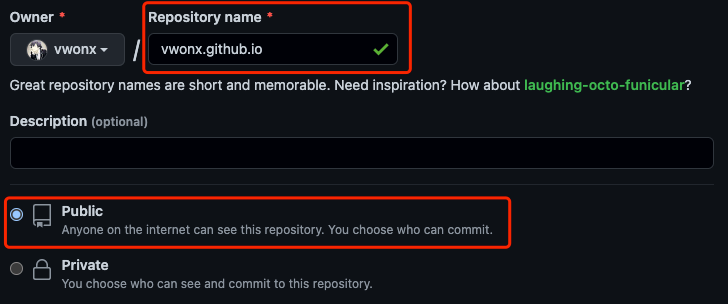 Owner * Repository name *
vwonx / vwonx.github.io
Great repository names are short and memorable. Need inspiration? How about laughing-octo-funicular?
Description (optional)
Public
Anyone on the internet can see this repository. You choose who can commit.
Private
You choose who can see and commit to this repository.